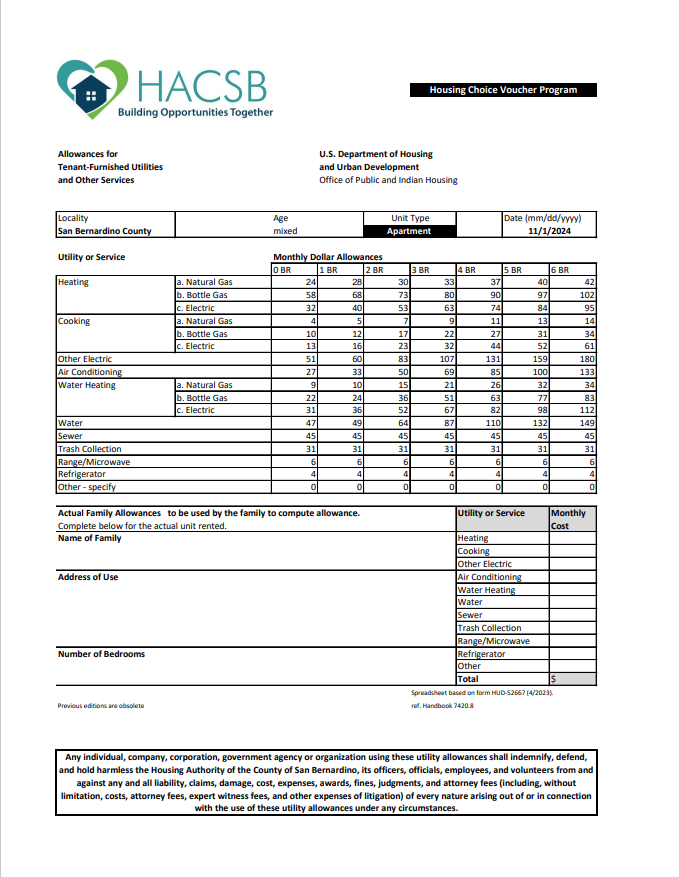 HACSB
Building Opportunities Together
Housing Choice Voucher Program
Allowances for
Tenant-Furnished Utilities
and Other Services
U.S. Department of Housing
and Urban Development
Office of Public and Indian Housing
Locality Age Unit Type Date (mm/dd/yyyy)
San Bernardino County mixed Apartment 11/1/2024
Utility or Service Monthly Dollar Allowances
0 BR 1 BR 2 BR 3 BR 4 BR 5 BR 6 BR
Heating a. Natural Gas 24 28 30 33 37 40 42
b. Bottle Gas 58 68 73 80 90 97 102
c. Electric 32 40 53 63 74 84 95
Cooking a. Natural Gas 4 5 7 9 11 13 14
b. Bottle Gas 10 12 17 22 27 31 34
c. Electric 13 16 23 32 44 52 61
Other Electric 51 60 83 107 131 159 180
Air Conditioning 27 33 50 69 85 100 133
Water Heating a. Natural Gas 9 10 15 21 26 32 34
b. Bottle Gas 22 24 36 51 63 77 83
c. Electric 31 36 52 67 82 98 112
Water 47 49 64 87 110 132 149
Sewer 45 45 45 45 45 45 45
Trash Collection 31 31 31 31 31 31 31
Range/Microwave 6 6 6 6 6 6 6
Refrigerator 4 4 4 4 4 4 4
Other - specify 0 0 0 0 0 0 0
Actual Family Allowances to be used by the family to compute allowance.
Complete below for the actual unit rented.
Name of Family
Address of Use
Number of Bedrooms
Utility or Service Monthly
Cost
Heating
Cooking
Other Electric
Air Conditioning
Water Heating
Water
Sewer
Trash Collection
Range/Microwave
Refrigerator
Other
Total $
Spreadsheet based on form HUD-52667 (4/2023).
Previous editions are obsolete ref. Handbook 7420.8
Any individual, company, corporation, government agency or organization using these utility allowances shall indemnify, defend,
and hold harmless the Housing Authority of the County of San Bernardino, its officers, officials, employees, and volunteers from and
against any and all liability, claims, damage, cost, expenses, awards, fines, judgments, and attorney fees (including, without
limitation, costs, attorney fees, expert witness fees, and other expenses of litigation) of every nature arising out of or in connection
with the use of these utility allowances under any circumstances.